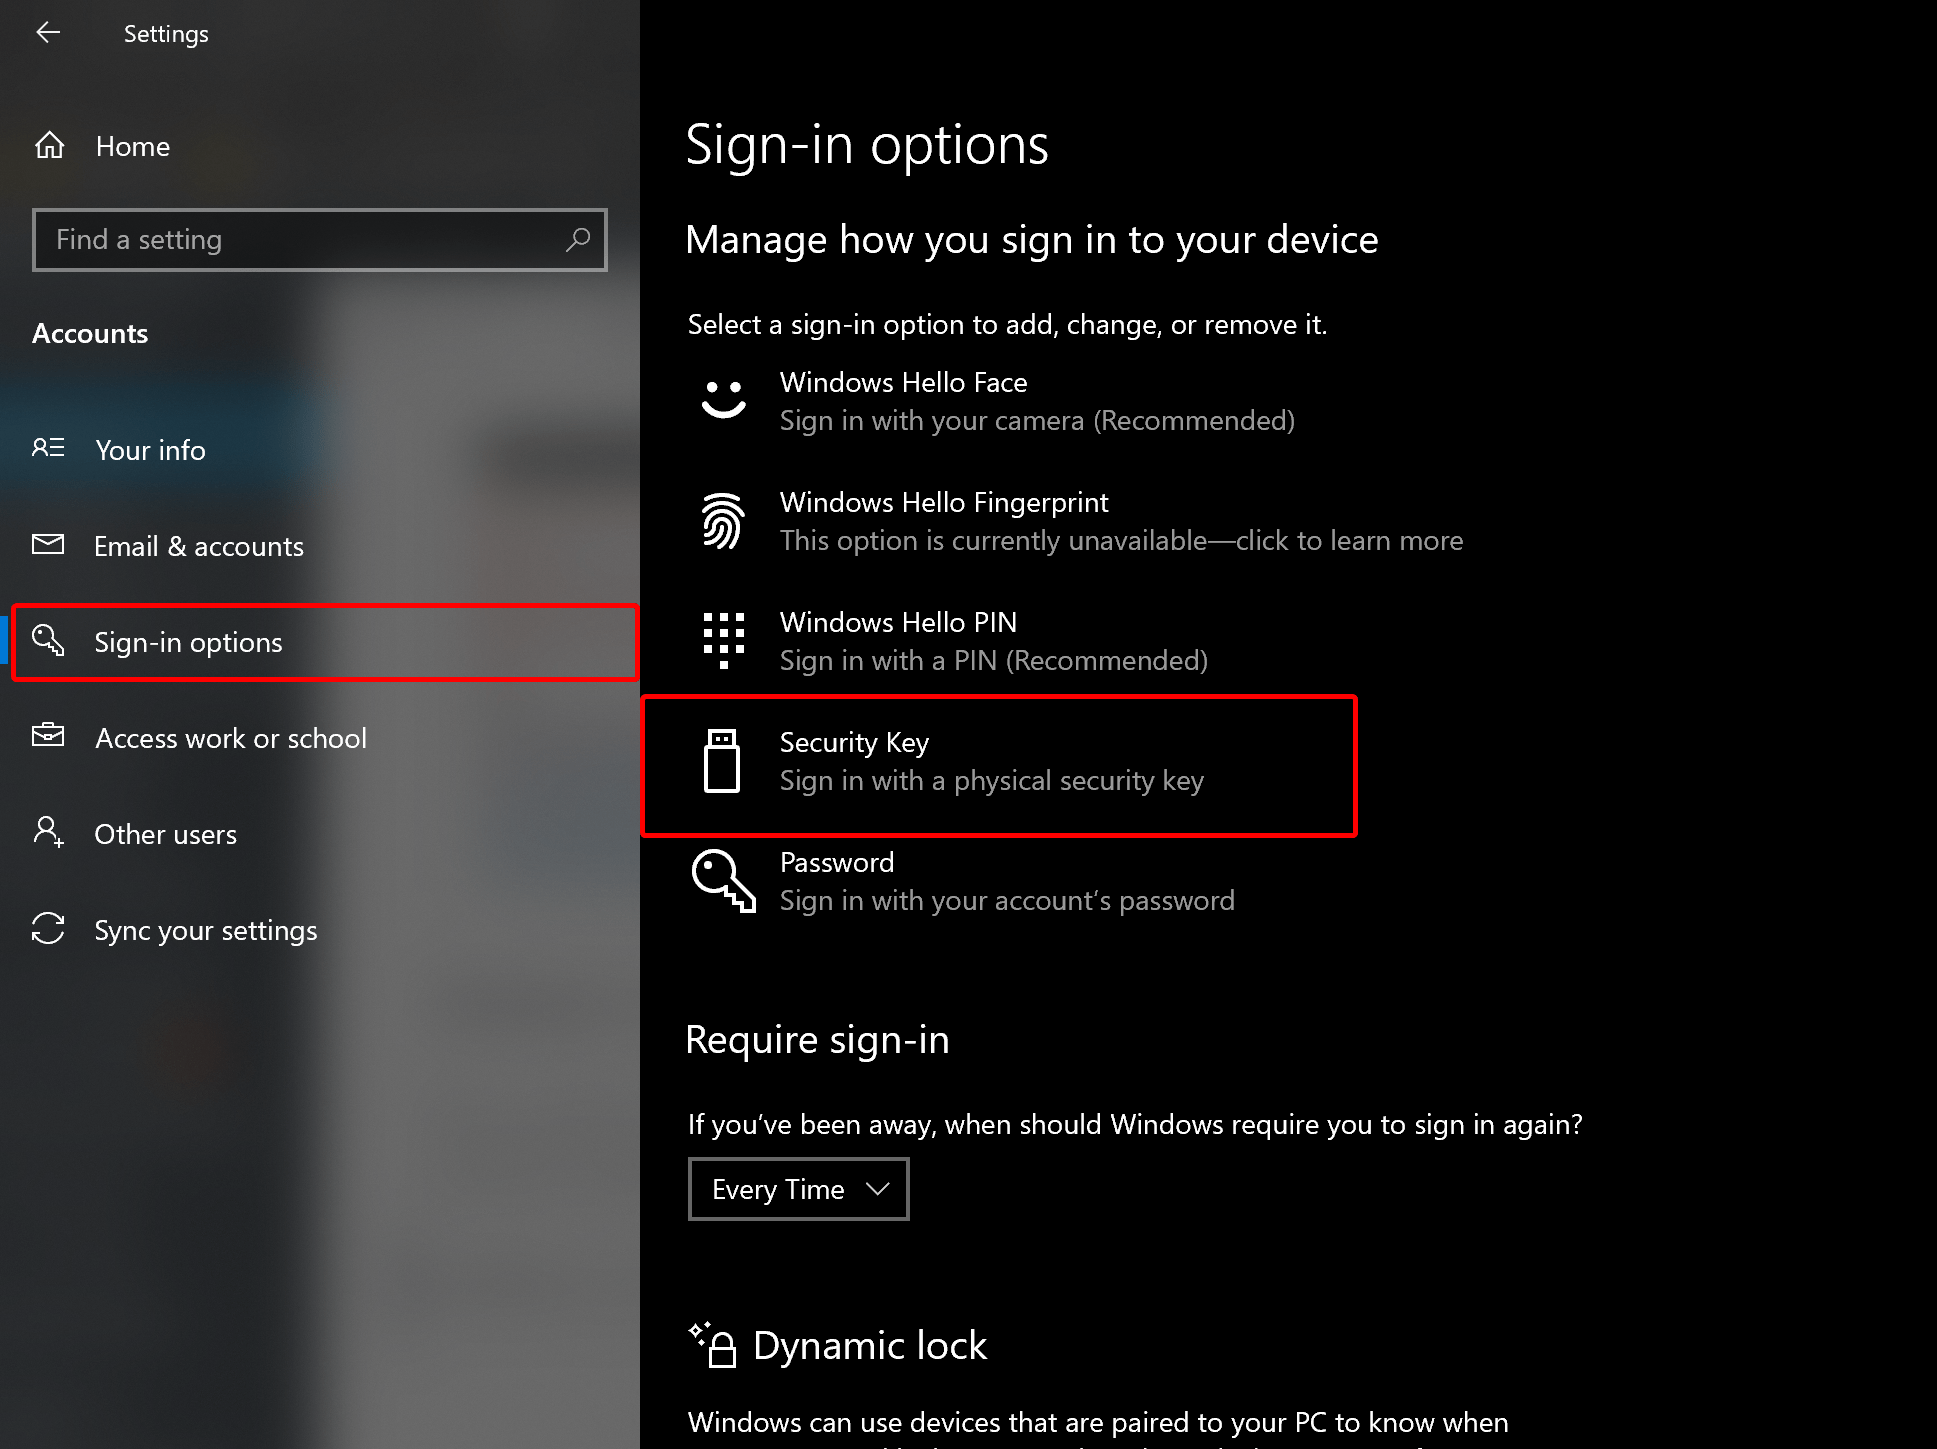 Settings
Home
Find a setting
Accounts
Your info
Email & accounts
Sign-in options
Access work or school
Other users
Sync your settings
Sign-in options
Manage how you sign in to your device
Select a sign-in option to add, change, or remove it.
Windows Hello Face
Sign in with your camera (Recommended)
Windows Hello Fingerprint
This option is currently unavailable—click to learn more
Windows Hello PIN
Sign in with a PIN (Recommended)
Security Key
Sign in with a physical security key
Password
Sign in with your account's password
Require sign-in
If you've been away, when should Windows require you to sign in again?
Every Time
Dynamic lock
Windows can use devices that are paired to your PC to know when